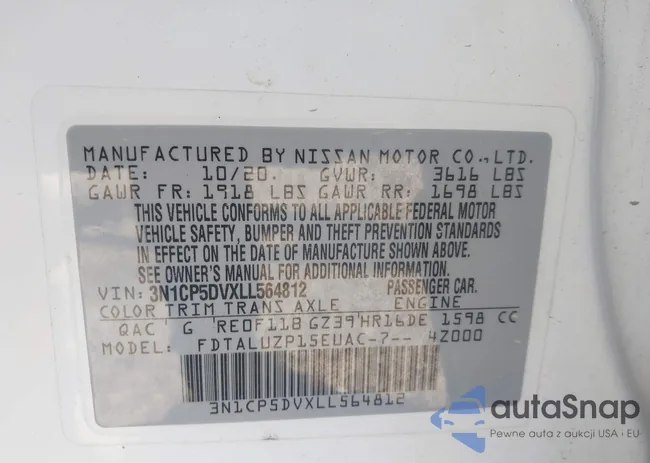 MANUFACTURED BY NISSAN MOTOR CO.,LTD.
DATE: 10/20. GVWR: 3616 LBS
GAWR FR: 1918 LBS GAWR RR: 1698 LBS
THIS VEHICLE CONFORMS TO ALL APPLICABLE FEDERAL MOTOR
VEHICLE SAFETY, BUMPER AND THEFT PREVENTION STANDARDS
IN EFFECT ON THE DATE OF MANUFACTURE SHOWN ABOVE.
SEE OWNER'S MANUAL FOR ADDITIONAL INFORMATION.
VIN: 3N1CP5DVXLL564812 PASSENGER CAR.
COLOR TRIM TRANS AXLE ENGINE
QAC G RE0F11B GZ39 HR16DE 1598 CC
MODEL: FDTALUZP15EUAC-7-- 4Z000
3N1CP5DVXLL564812
autoSnap
Pewne auta z aukcji USA i EU